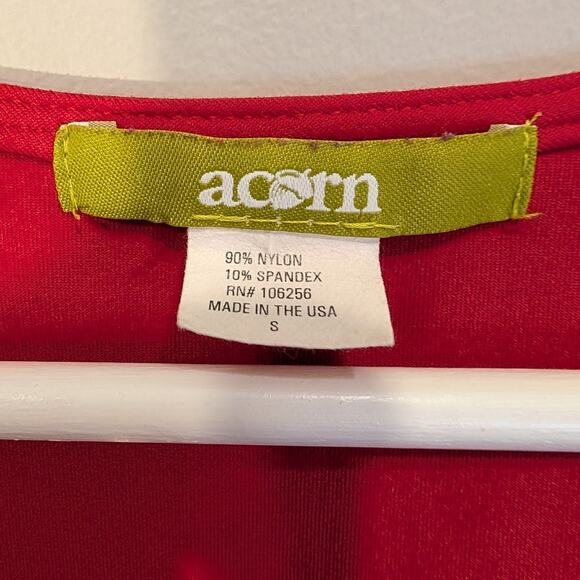 acorn
90% NYLON
10% SPANDEX
RN# 106256
MADE IN THE USA
S